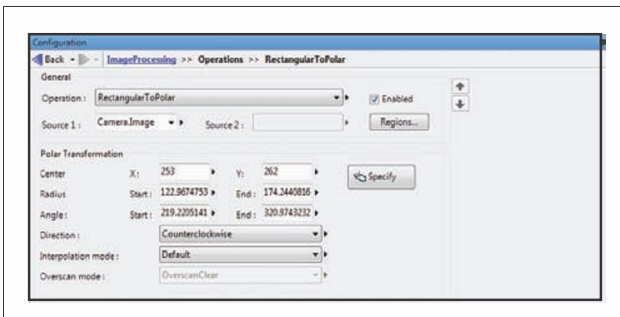 Configuration
Back - ImageProcessing >> Operations >> RectangularToPolar
General
Operation : RectangularToPolar Enabled
Source 1 : Camera.Image Source 2 : Regions...
Polar Transformation
Center X: 253 Y: 262 Specify
Radius Start: 122.9674753 End: 174.2440816
Angle: Start: 219.2205141 End: 320.9743232
Direction : Counterclockwise
Interpolation mode: Default
Overscan mode: OverscanClear